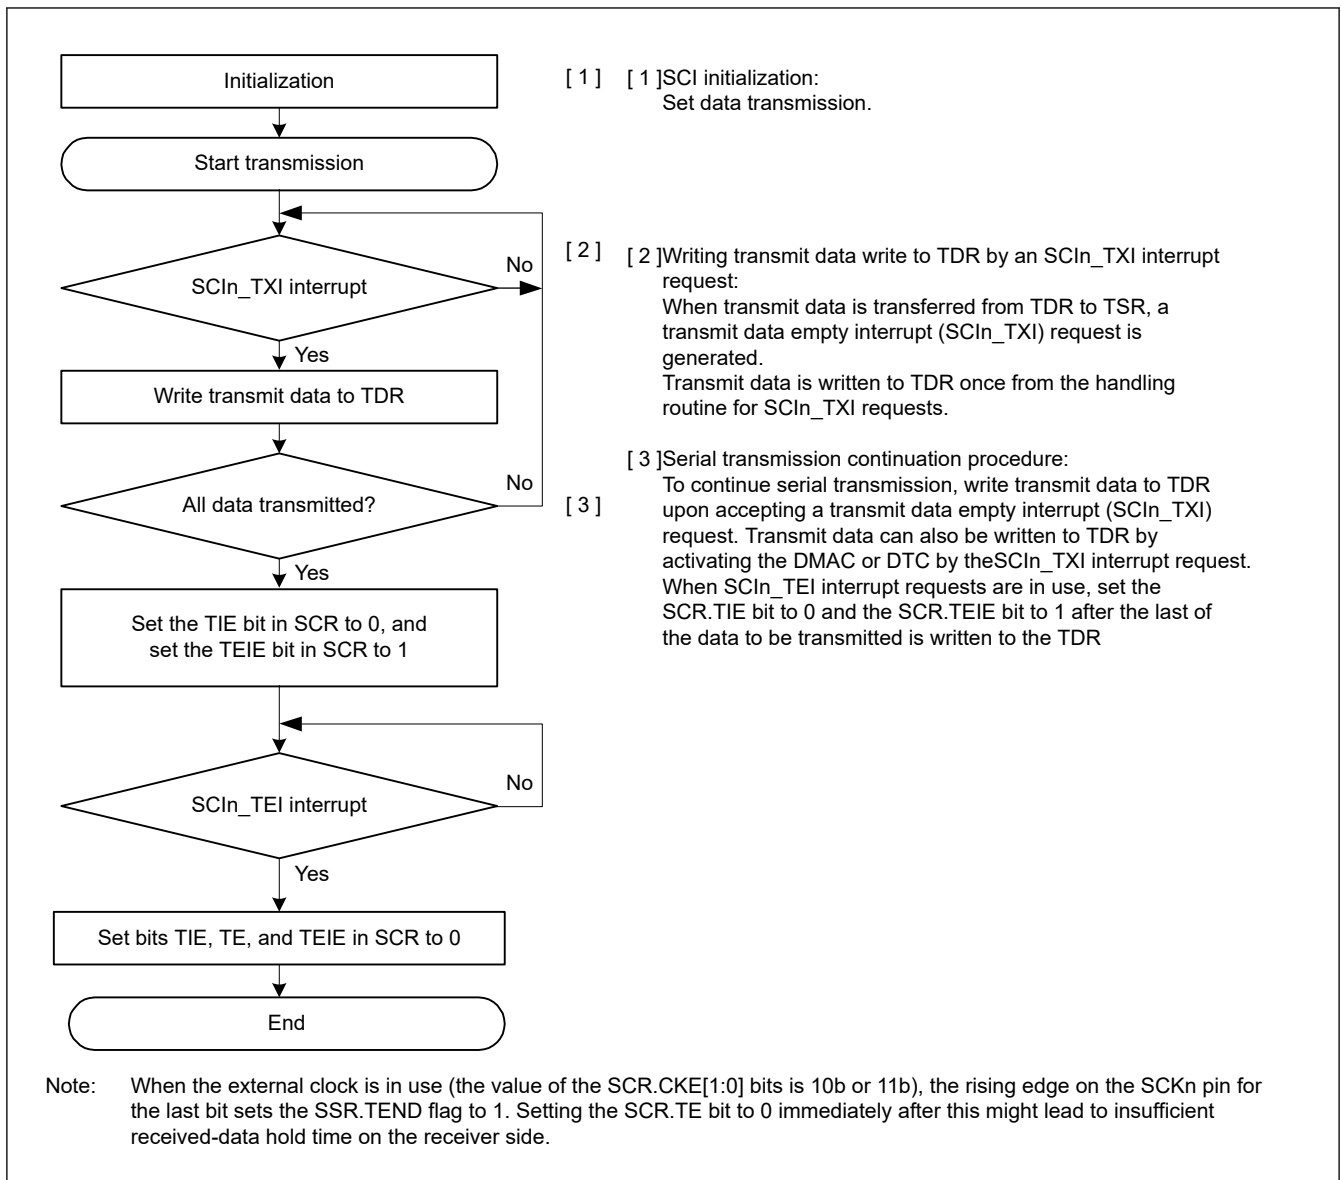 Initialization
[ 1 ]
[ 1 ]SCI initialization:
Set data transmission.
Start transmission
SCIn_TXI interrupt
No
Yes
[ 2 ]
[ 2 ]Writing transmit data write to TDR by an SCIn_TXI interrupt
request:
When transmit data is transferred from TDR to TSR, a
transmit data empty interrupt (SCIn_TXI) request is
generated.
Transmit data is written to TDR once from the handling
routine for SCIn_TXI requests.
Write transmit data to TDR
All data transmitted?
No
Yes
[ 3 ]
[ 3 ]Serial transmission continuation procedure:
To continue serial transmission, write transmit data to TDR
upon accepting a transmit data empty interrupt (SCIn_TXI)
request. Transmit data can also be written to TDR by
activating the DMAC or DTC by theSCIn_TXI interrupt request.
When SCIn_TEI interrupt requests are in use, set the
SCR.TIE bit to 0 and the SCR.TEIE bit to 1 after the last of
the data to be transmitted is written to the TDR
Set the TIE bit in SCR to 0, and
set the TEIE bit in SCR to 1
SCIn_TEI interrupt
No
Yes
Set bits TIE, TE, and TEIE in SCR to 0
End
Note: When the external clock is in use (the value of the SCR.CKE[1:0] bits is 10b or 11b), the rising edge on the SCKn pin for
the last bit sets the SSR.TEND flag to 1. Setting the SCR.TE bit to 0 immediately after this might lead to insufficient
received-data hold time on the receiver side.